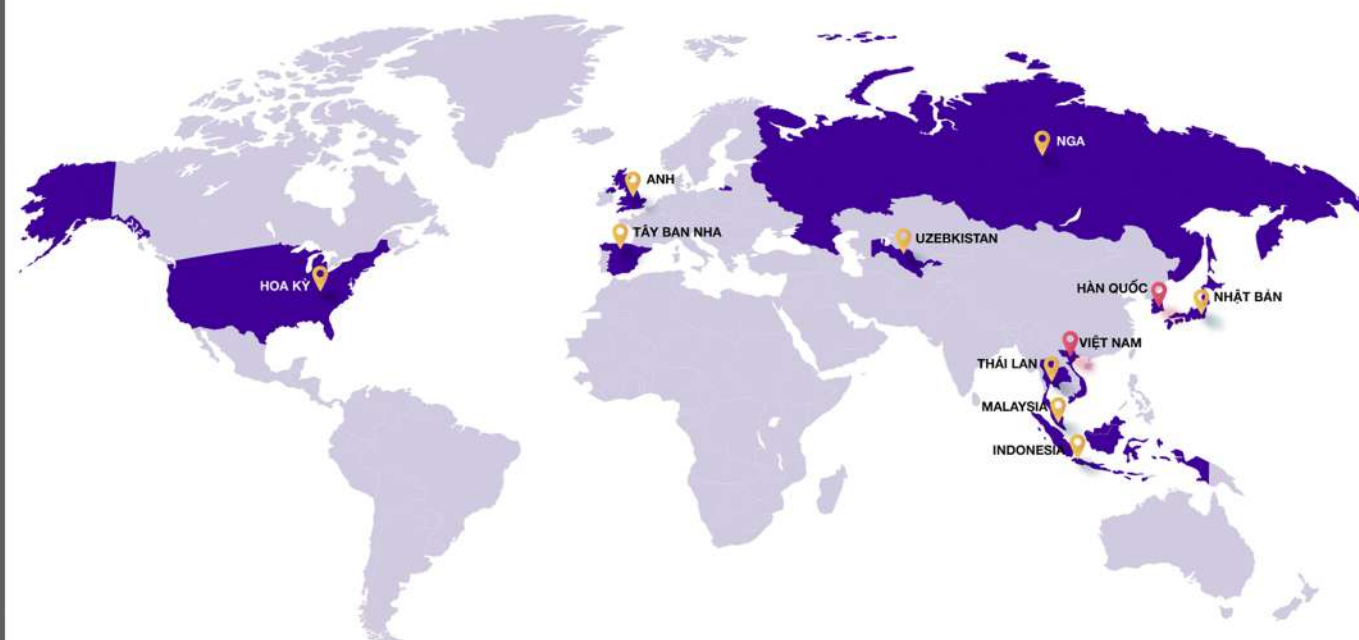 NGA
ANH
TÂY BAN NHA
UZEBKISTAN
HOA KỲ
HÀN QUỐC
NHẬT BẢN
VIỆT NAM
THÁI LAN
MALAYSIA
INDONESIA